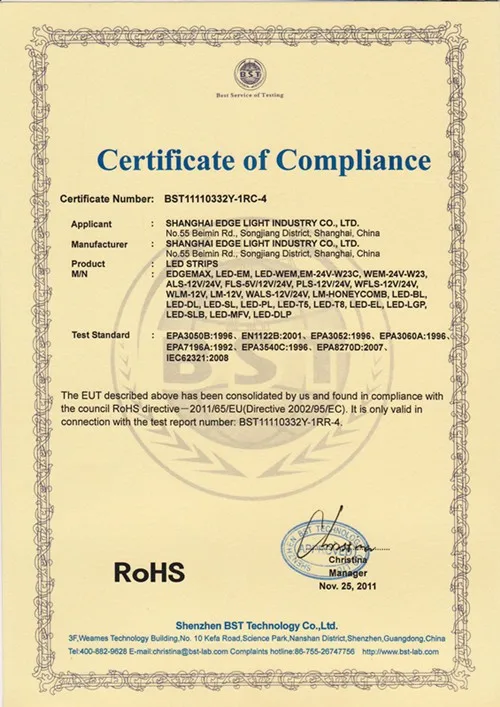 BST
Best Service of Testing
Certificate of Compliance
Certificate Number: BST11110332Y-1RC-4
Applicant : SHANGHAI EDGE LIGHT INDUSTRY CO., LTD.
No.55 Beimin Rd., Songjiang District, Shanghai, China
Manufacturer : SHANGHAI EDGE LIGHT INDUSTRY CO., LTD.
No.55 Beimin Rd., Songjiang District, Shanghai, China
Product : LED STRIPS
M/N : EDGEMAX, LED-EM, LED-WEM,EM-24V-W23C, WEM-24V-W23,
ALS-12V/24V, FLS-5V/12V/24V, PLS-12V/24V, WFLS-12V/24V,
WLM-12V, LM-12V, WALS-12V/24V, LM-HONEYCOMB, LED-BL,
LED-DL, LED-SL, LED-PL, LED-T5, LED-T8, LED-EL, LED-LGP,
LED-SLB, LED-MFV, LED-DLP
Test Standard : EPA3050B:1996、EN1122B:2001、EPA3052:1996、EPA3060A:1996、
EPA7196A:1992、EPA3540C:1996、EPA8270D:2007、
IEC62321:2008
BST
The EUT described above has been consolidated by us and found in compliance with
the council RoHS directive－2011/65/EU(Directive 2002/95/EC). It is only valid in
connection with the test report number: BST11110332Y-1RR-4.
Christina
Manager
Nov. 25, 2011
RoHS
Shenzhen BST Technology Co.,Ltd.
3F,Weames Technology Building,No. 10 Kefa Road,Science Park,Nanshan District,Shenzhen,Guangdong,China
Tel:400-882-9628 E-mail:christina@bst-lab.com Complaints hotline:86-755-26747756 http://www.bst-lab.com